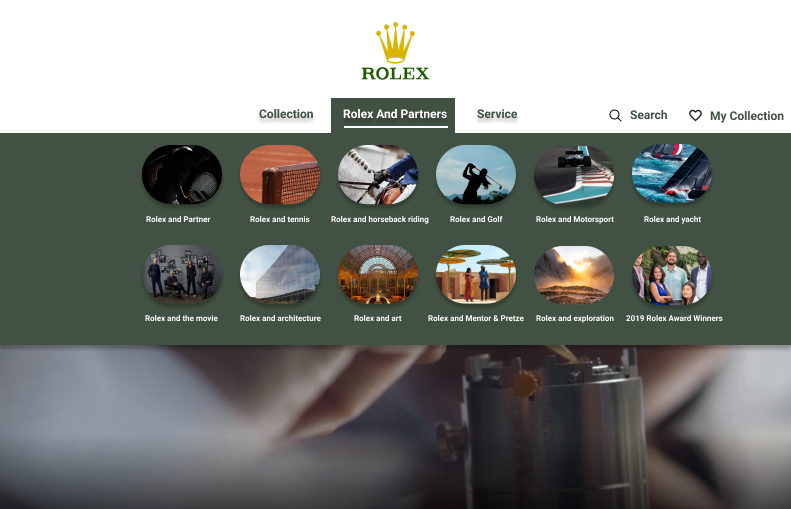 ROLEX
Collection
Rolex And Partners
Service
Search
My Collection
Rolex and Partner
Rolex and tennis
Rolex and horseback riding
Rolex and Golf
Rolex and Motorsport
Rolex and yacht
Rolex and the movie
Rolex and architecture
Rolex and art
Rolex and Mentor & Pretze
Rolex and exploration
2019 Rolex Award Winners